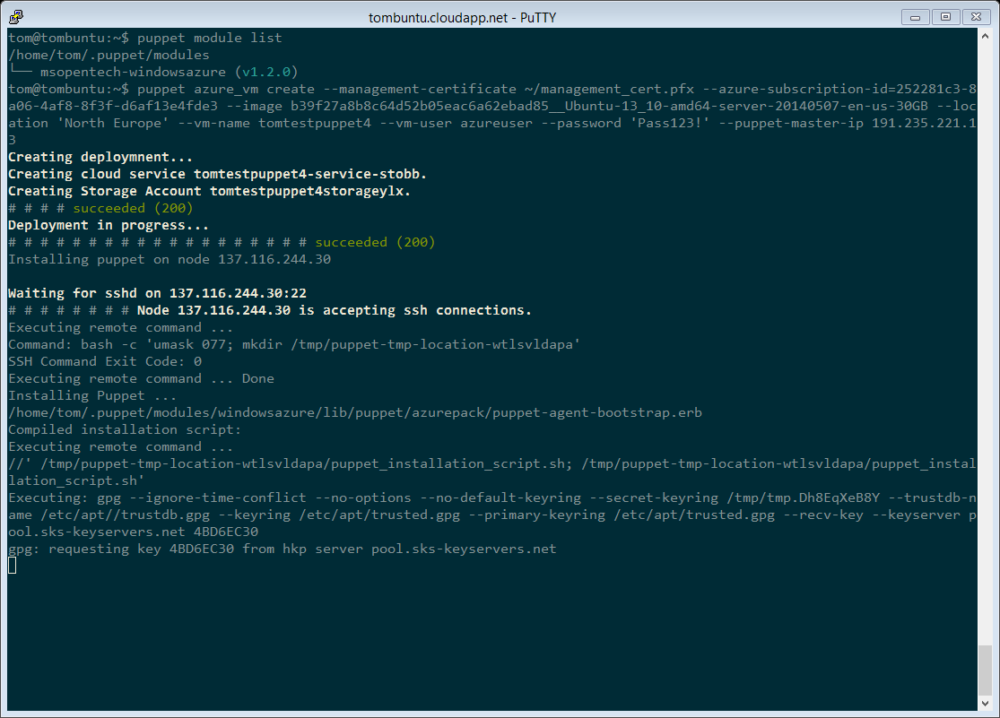 tombuntu.cloudapp.net - PuTTY
tom@tombuntu:~$ puppet module list
/home/tom/.puppet/modules
└── msopentech-windowsazure (v1.2.0)
tom@tombuntu:~$ puppet azure_vm create --management-certificate ~/management_cert.pfx --azure-subscription-id=252281c3-8
a06-4af8-8f3f-d6af13e4fde3 --image b39f27a8b8c64d52b05eac6a62ebad85__Ubuntu-13_10-amd64-server-20140507-en-us-30GB --loc
ation 'North Europe' --vm-name tomtestpuppet4 --vm-user azureuser --password 'Pass123!' --puppet-master-ip 191.235.221.1
3
Creating deploymnent...
Creating cloud service tomtestpuppet4-service-stobb.
Creating Storage Account tomtestpuppet4storageylx.
# # # # succeeded (200)
Deployment in progress...
# # # # # # # # # # # # # # # # # # # succeeded (200)
Installing puppet on node 137.116.244.30
Waiting for sshd on 137.116.244.30:22
# # # # # # # # Node 137.116.244.30 is accepting ssh connections.
Executing remote command ...
Command: bash -c 'umask 077; mkdir /tmp/puppet-tmp-location-wtlsvldapa'
SSH Command Exit Code: 0
Executing remote command ... Done
Installing Puppet ...
/home/tom/.puppet/modules/windowsazure/lib/puppet/azurepack/puppet-agent-bootstrap.erb
Compiled installation script:
Executing remote command ...
//' /tmp/puppet-tmp-location-wtlsvldapa/puppet_installation_script.sh; /tmp/puppet-tmp-location-wtlsvldapa/puppet_instal
lation_script.sh'
Executing: gpg --ignore-time-conflict --no-options --no-default-keyring --secret-keyring /tmp/tmp.Dh8EqXeB8Y --trustdb-n
ame /etc/apt//trustdb.gpg --keyring /etc/apt/trusted.gpg --primary-keyring /etc/apt/trusted.gpg --recv-key --keyserver p
ool.sks-keyservers.net 4BD6EC30
gpg: requesting key 4BD6EC30 from hkp server pool.sks-keyservers.net